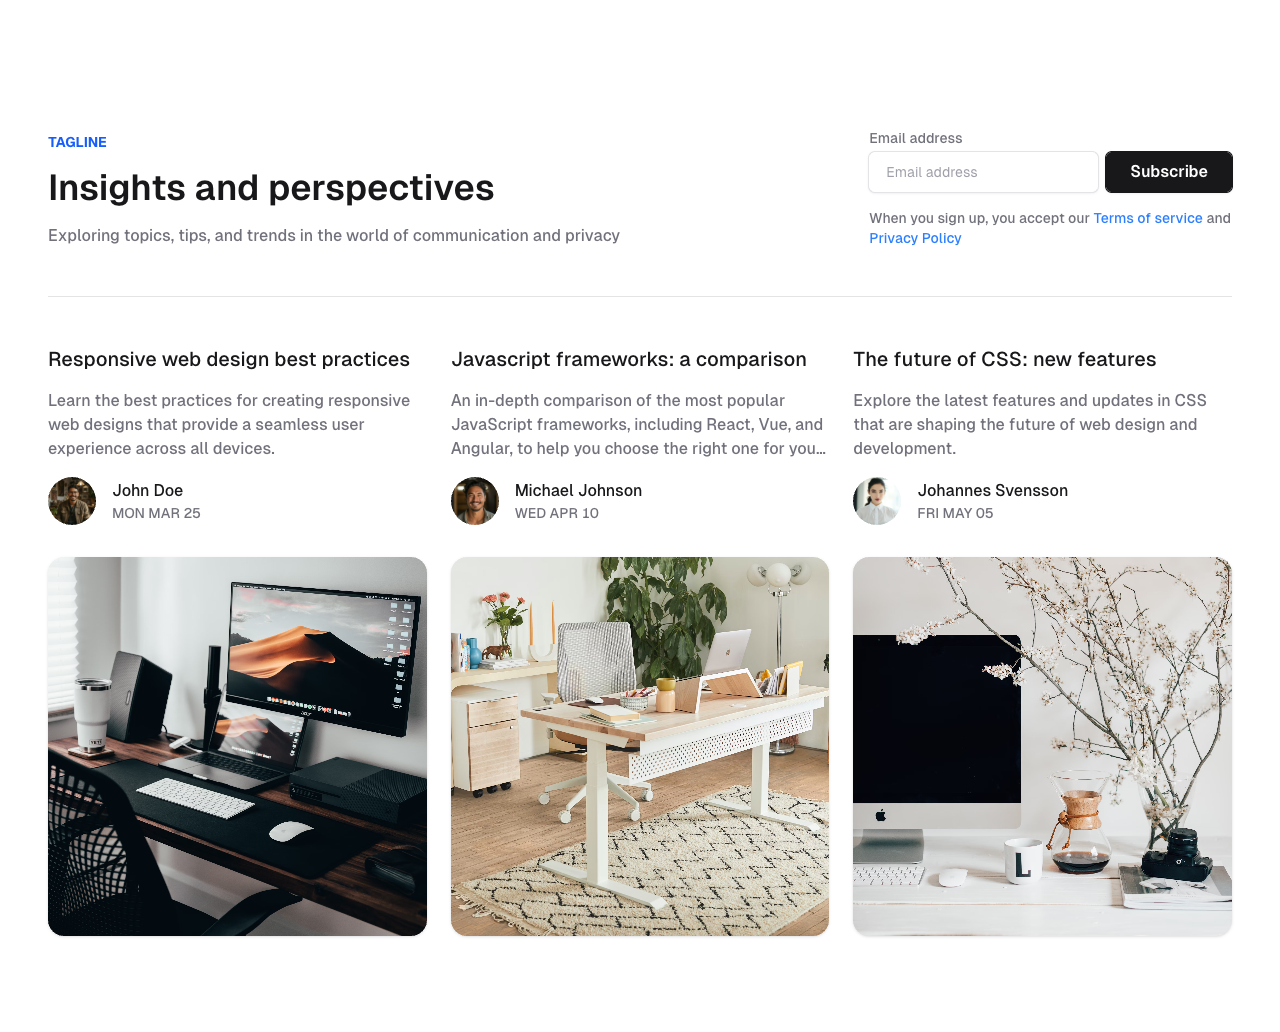 TAGLINE
Insights and perspectives
Exploring topics, tips, and trends in the world of communication and privacy
Email address
Email address
Subscribe
When you sign up, you accept our Terms of service and
Privacy Policy
Responsive web design best practices
Learn the best practices for creating responsive
web designs that provide a seamless user
experience across all devices.
John Doe
MON MAR 25
Javascript frameworks: a comparison
An in-depth comparison of the most popular
JavaScript frameworks, including React, Vue, and
Angular, to help you choose the right one for you...
Michael Johnson
WED APR 10
The future of CSS: new features
Explore the latest features and updates in CSS
that are shaping the future of web design and
development.
Johannes Svensson
FRI MAY 05
YETI
acer
L